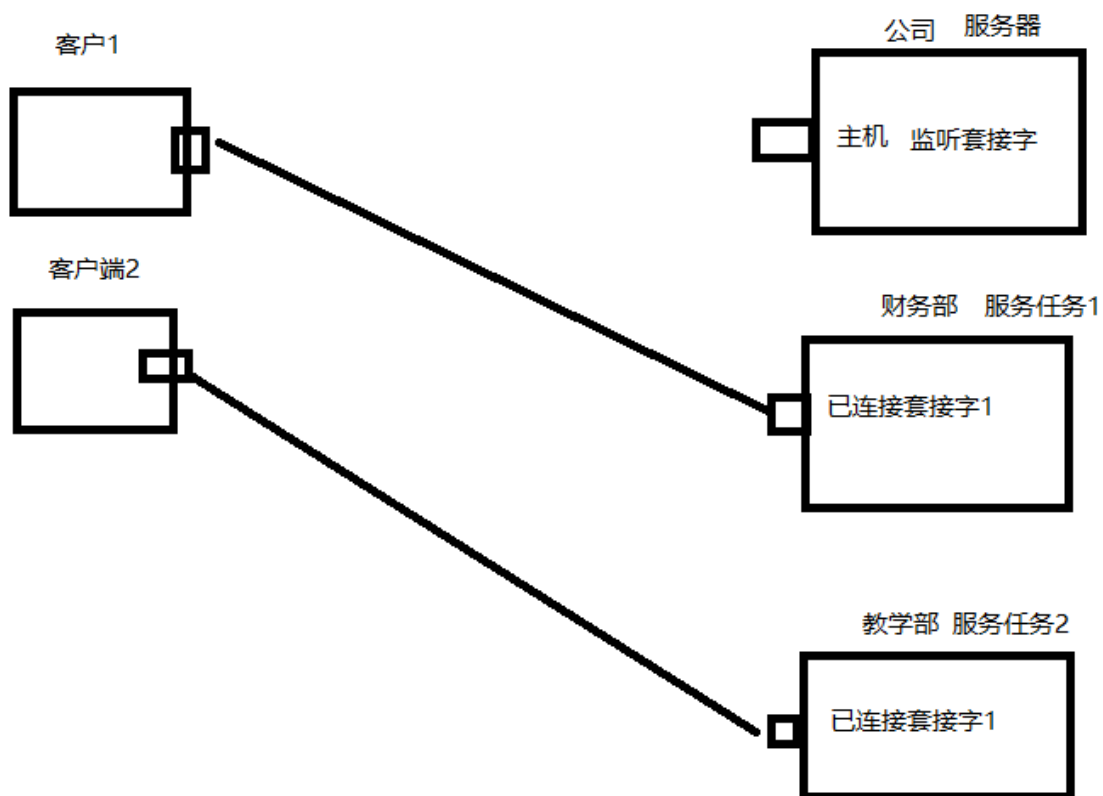 公司 服务器
客户1
主机 监听套接字
客户端2
财务部 服务任务1
已连接套接字1
教学部 服务任务2
已连接套接字1